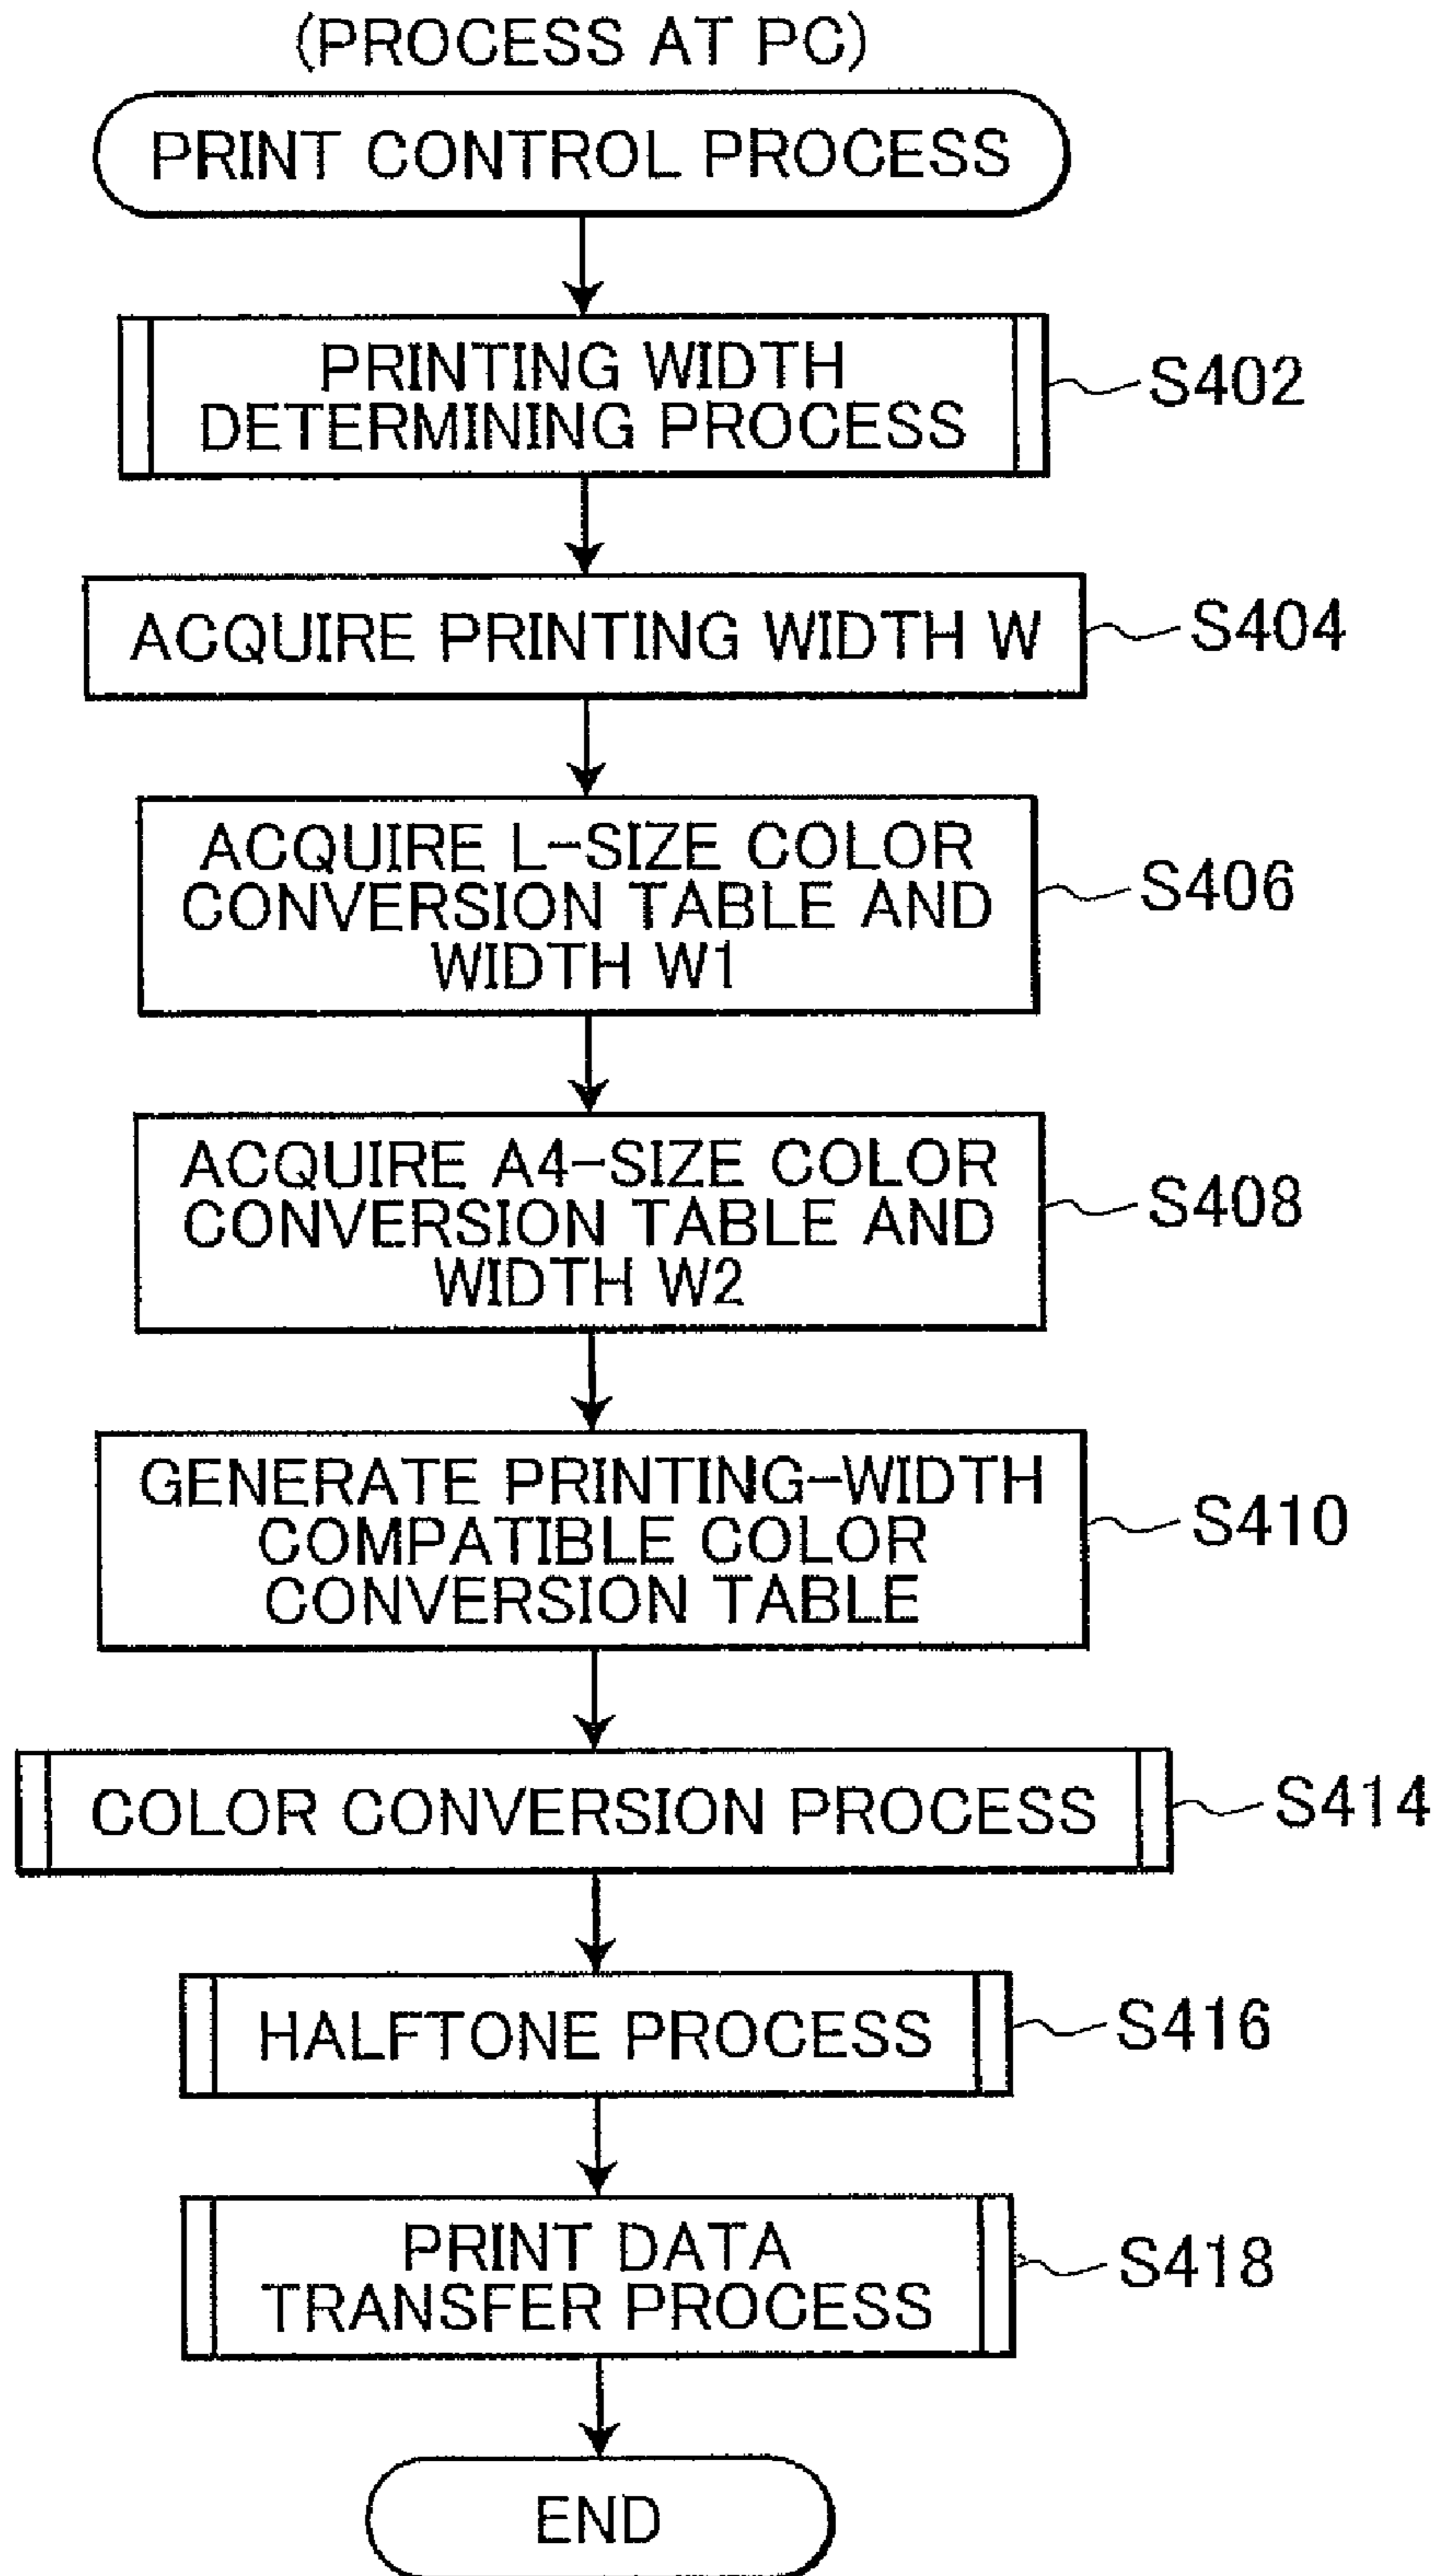 (PROCESS AT PC)
PRINT CONTROL PROCESS
PRINTING WIDTH
DETERMINING PROCESS
S402
ACQUIRE PRINTING WIDTH W
S404
ACQUIRE L-SIZE COLOR
CONVERSION TABLE AND
WIDTH W1
S406
ACQUIRE A4-SIZE COLOR
CONVERSION TABLE AND
WIDTH W2
S408
GENERATE PRINTING-WIDTH
COMPATIBLE COLOR
CONVERSION TABLE
S410
COLOR CONVERSION PROCESS
S414
HALFTONE PROCESS
S416
PRINT DATA
TRANSFER PROCESS
S418
END